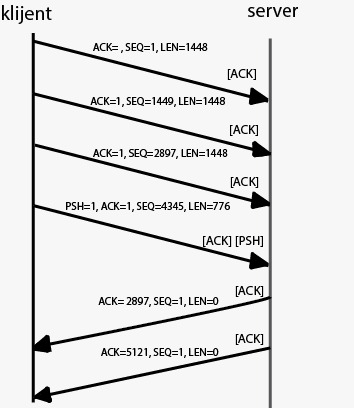 klijent
server
ACK= , SEQ=1, LEN=1448
[ACK]
ACK=1, SEQ=1449, LEN=1448
[ACK]
ACK=1, SEQ=2897, LEN=1448
[ACK]
PSH=1, ACK=1, SEQ=4345, LEN=776
[ACK] [PSH]
[ACK]
ACK= 2897, SEQ=1, LEN=0
[ACK]
ACK=5121, SEQ=1, LEN=0